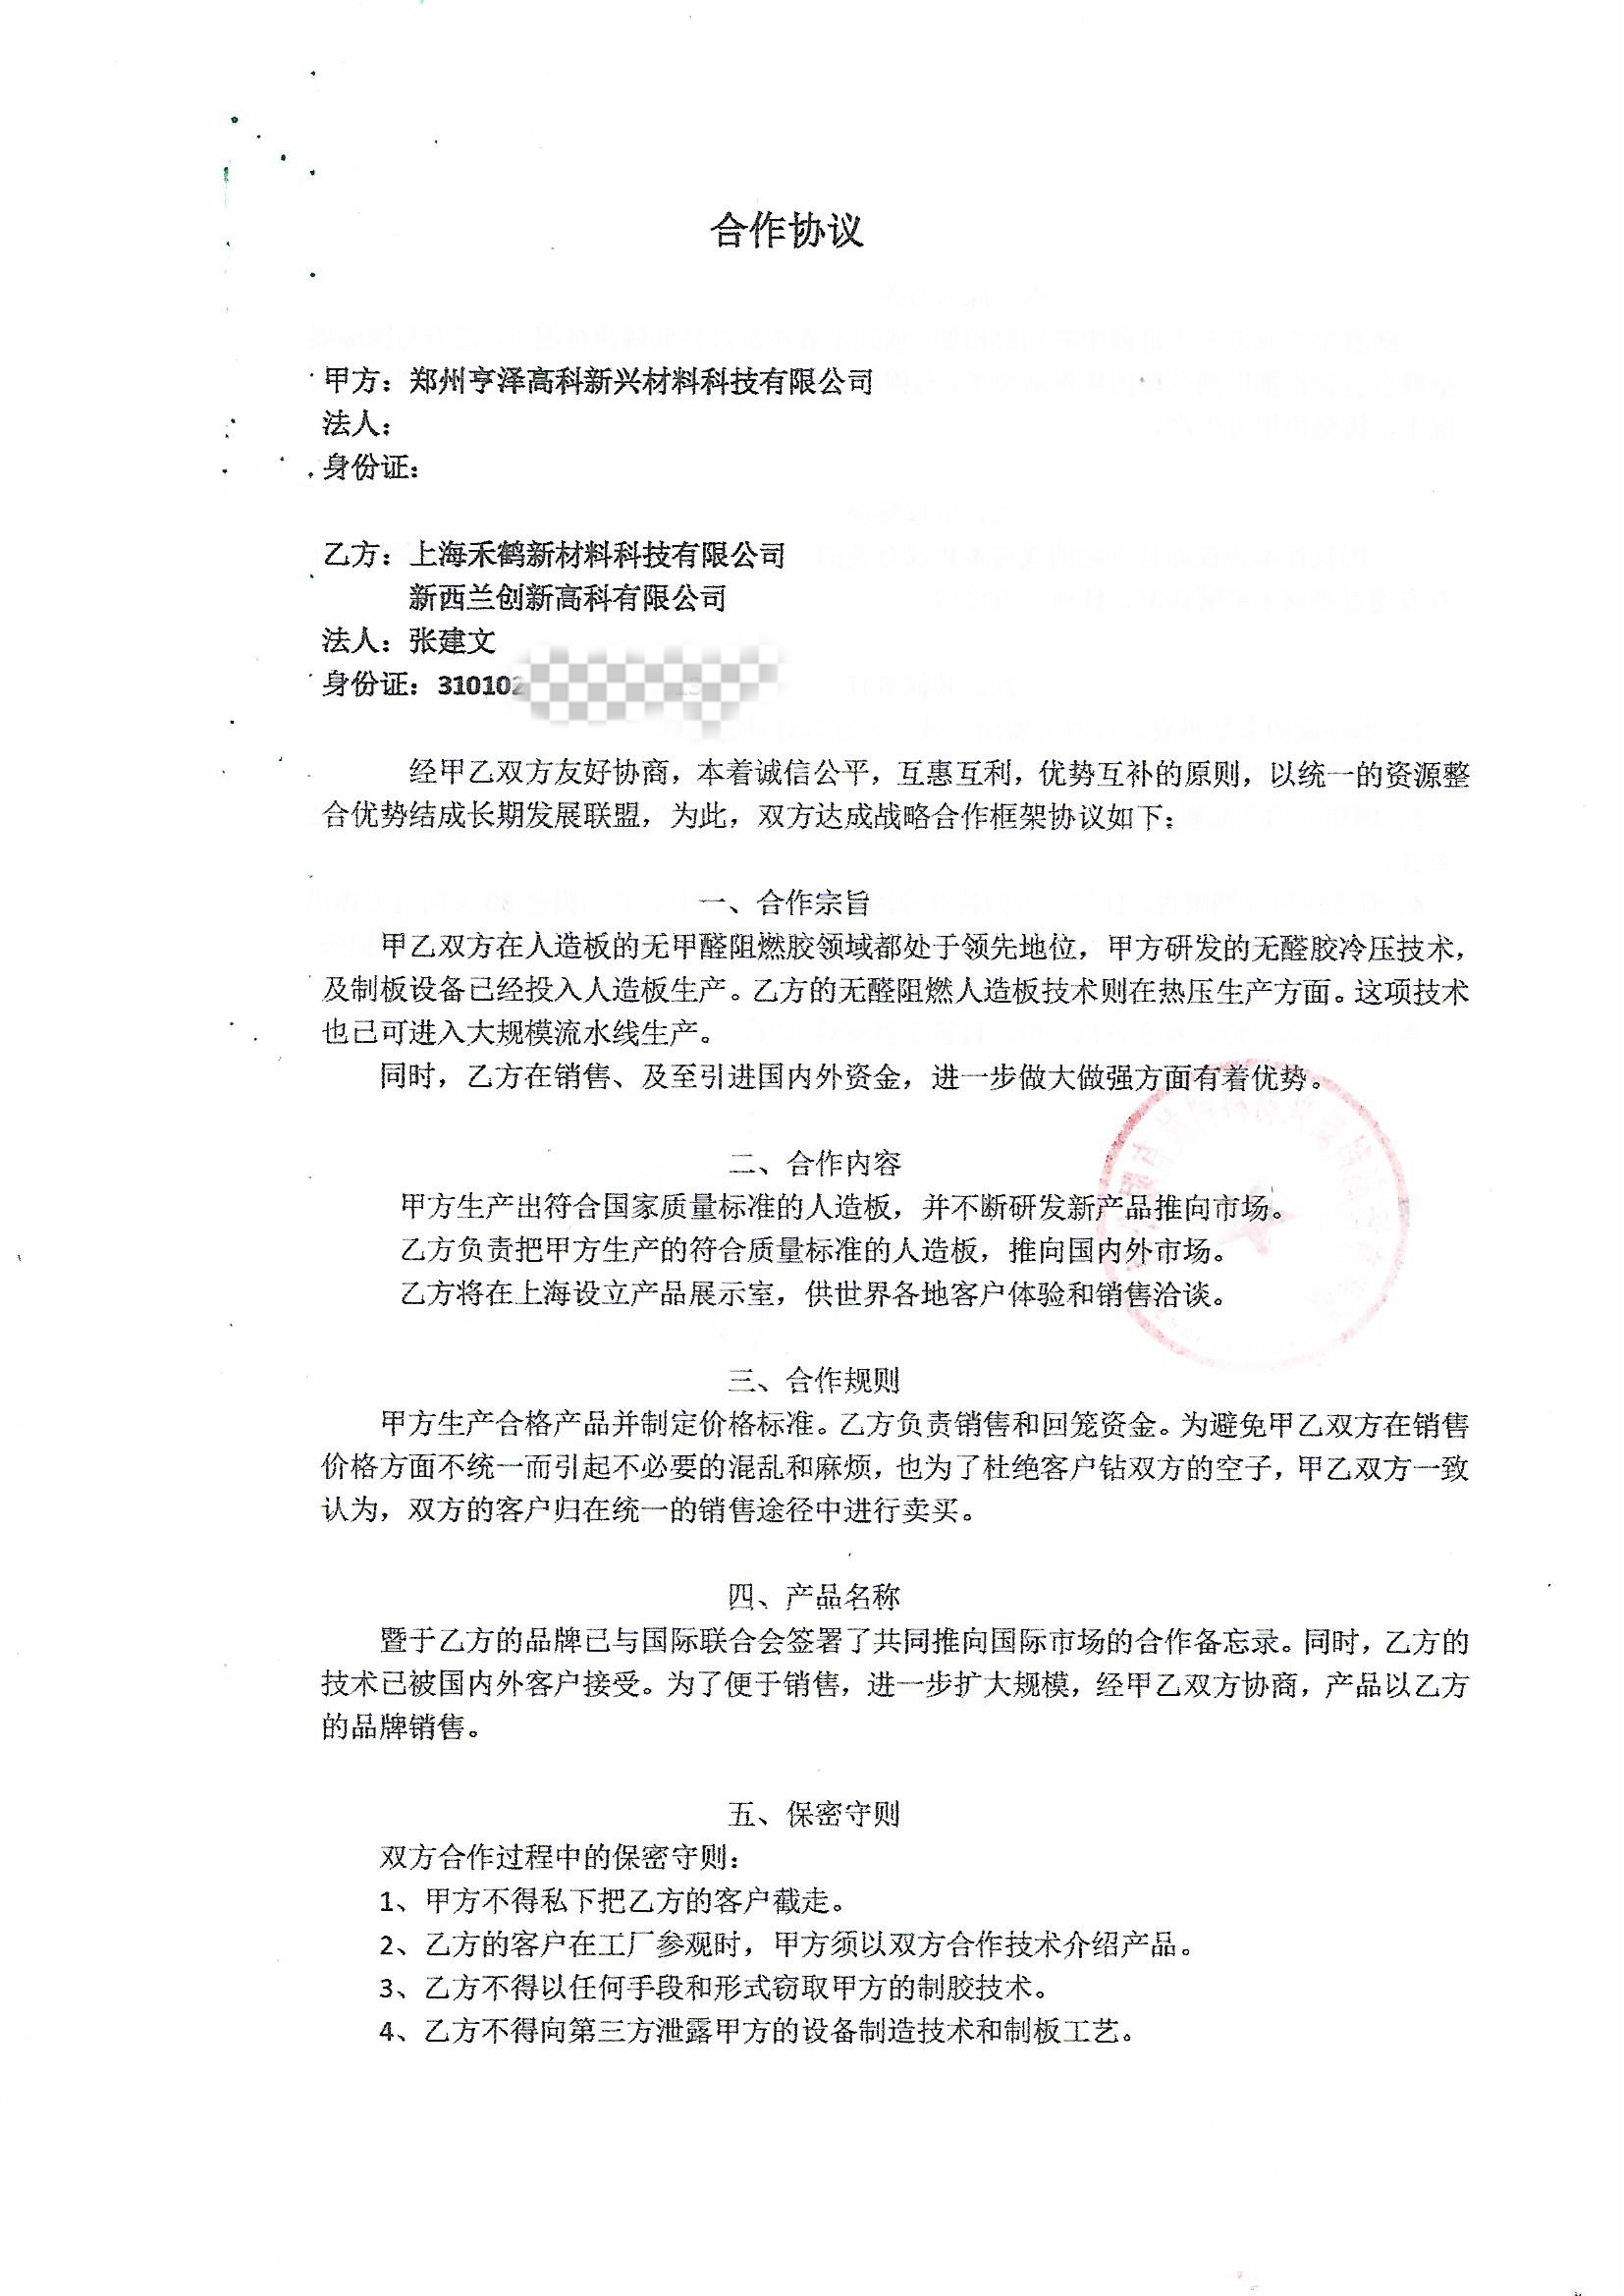 合作协议
甲方：郑州亨泽高科新兴材料科技有限公司
法人：
身份证：
乙方：上海禾鹤新材料科技有限公司
新西兰创新高科有限公司
法人：张建文
身份证：310102
经甲乙双方友好协商，本着诚信公平，互惠互利，优势互补的原则，以统一的资源整
合优势结成长期发展联盟，为此，双方达成战略合作框架协议如下：
一、合作宗旨
甲乙双方在人造板的无甲醛阻燃胶领域都处于领先地位，甲方研发的无醛胶冷压技术，
及制板设备已经投入人造板生产。乙方的无醛阻燃人造板技术则在热压生产方面。这项技术
也已可进入大规模流水线生产。
同时，乙方在销售、及至引进国内外资金，进一步做大做强方面有着优势。
二、合作内容
甲方生产出符合国家质量标准的人造板，并不断研发新产品推向市场。
乙方负责把甲方生产的符合质量标准的人造板，推向国内外市场。
乙方将在上海设立产品展示室，供世界各地客户体验和销售洽谈。
三、合作规则
甲方生产合格产品并制定价格标准。乙方负责销售和回笼资金。为避免甲乙双方在销售
价格方面不统一而引起不必要的混乱和麻烦，也为了杜绝客户钻双方的空子，甲乙双方一致
认为，双方的客户归在统一的销售途径中进行卖买。
四、产品名称
暨于乙方的品牌已与国际联合会签署了共同推向国际市场的合作备忘录。同时，乙方的
技术已被国内外客户接受。为了便于销售，进一步扩大规模，经甲乙双方协商，产品以乙方
的品牌销售。
五、保密守则
双方合作过程中的保密守则：
1、甲方不得私下把乙方的客户截走。
2、乙方的客户在工厂参观时，甲方须以双方合作技术介绍产品。
3、乙方不得以任何手段和形式窃取甲方的制胶技术。
4、乙方不得向第三方泄露甲方的设备制造技术和制板工艺。